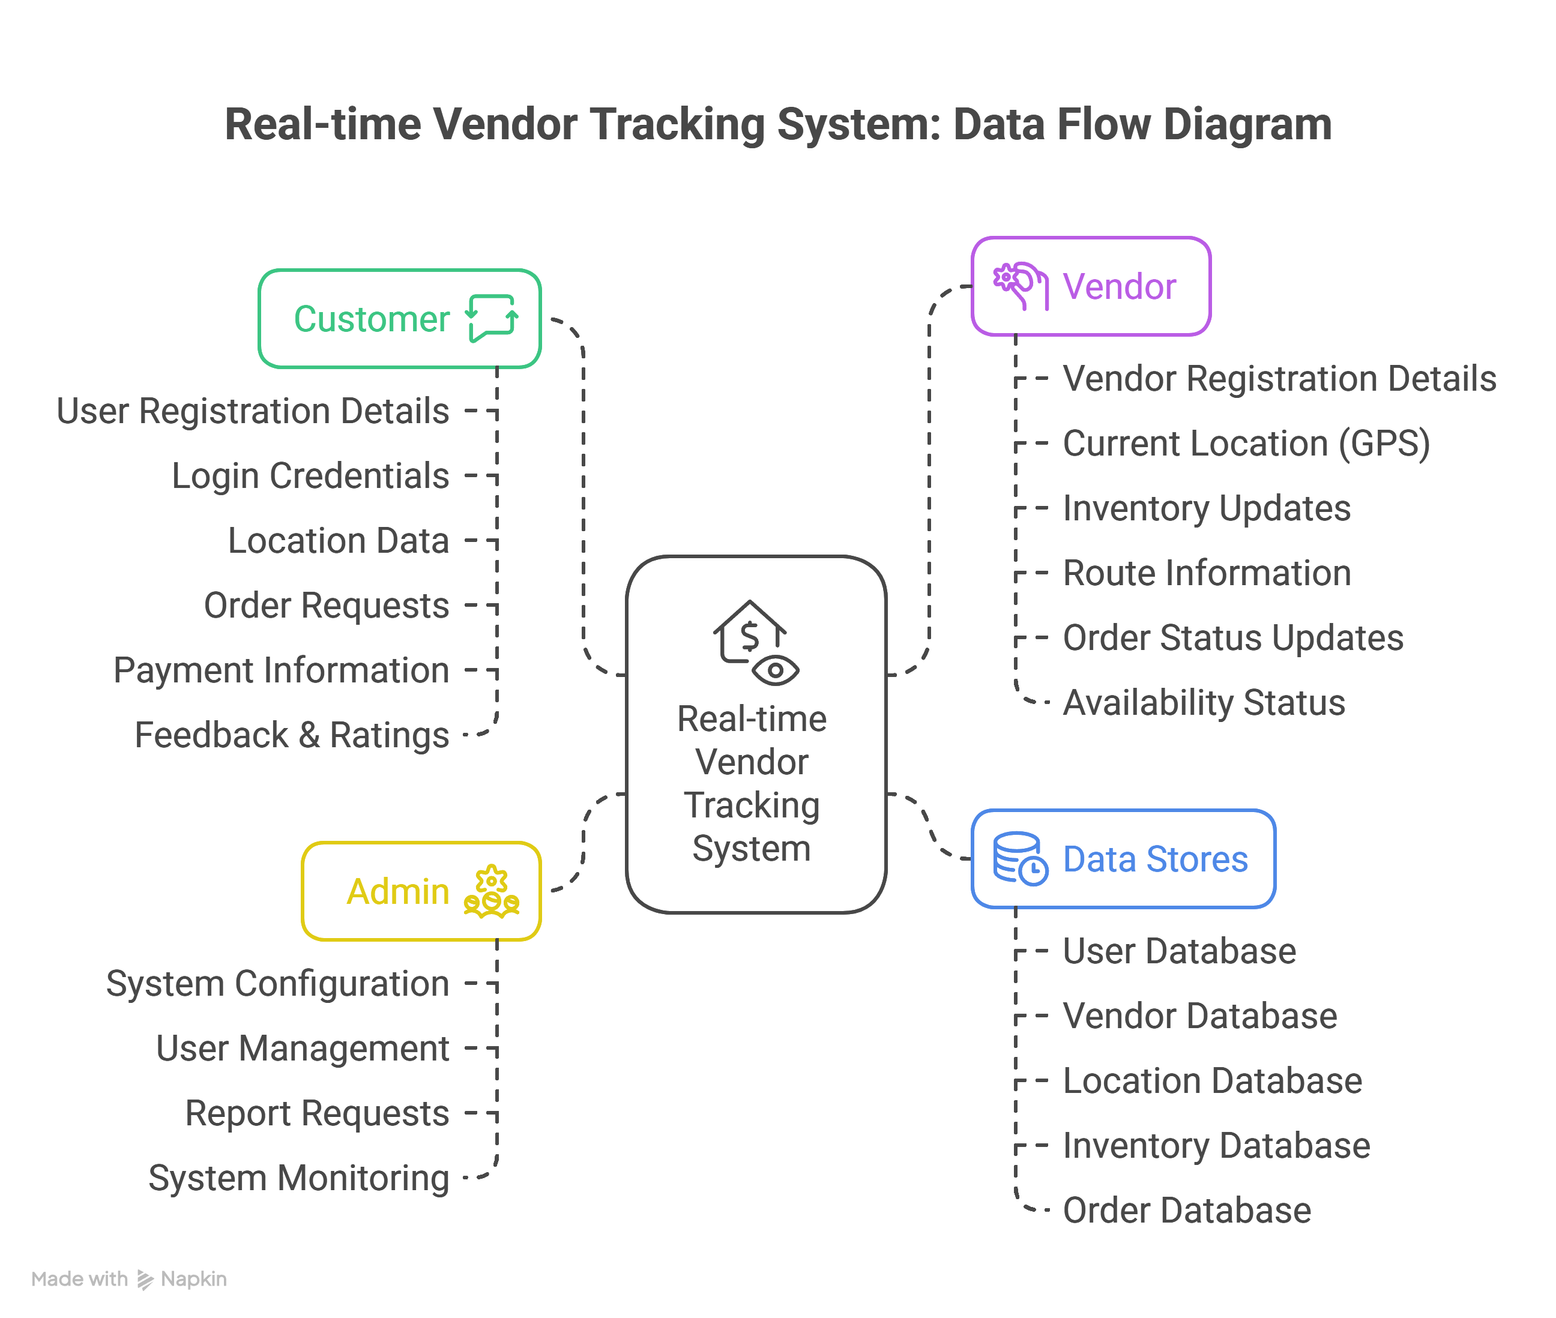 Real-time Vendor Tracking System: Data Flow Diagram
Customer
User Registration Details
Login Credentials
Location Data
Order Requests
Payment Information
Feedback & Ratings
Admin
System Configuration
User Management
Report Requests
System Monitoring
$
Real-time
Vendor
Tracking
System
Vendor
Vendor Registration Details
Current Location (GPS)
Inventory Updates
Route Information
Order Status Updates
Availability Status
Data Stores
User Database
Vendor Database
Location Database
Inventory Database
Order Database
Made with Napkin